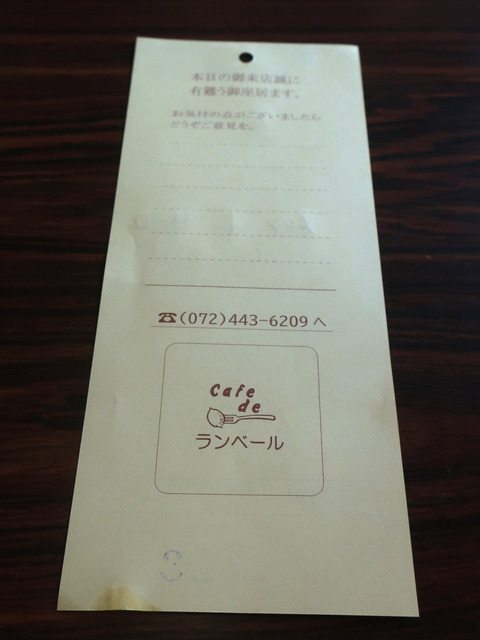 本日の御来店誠に
有難う御座居ます。
お気付の点がございましたら
どうぞご意見を。
☎(072)443-6209へ
Cafe
de
ランベール